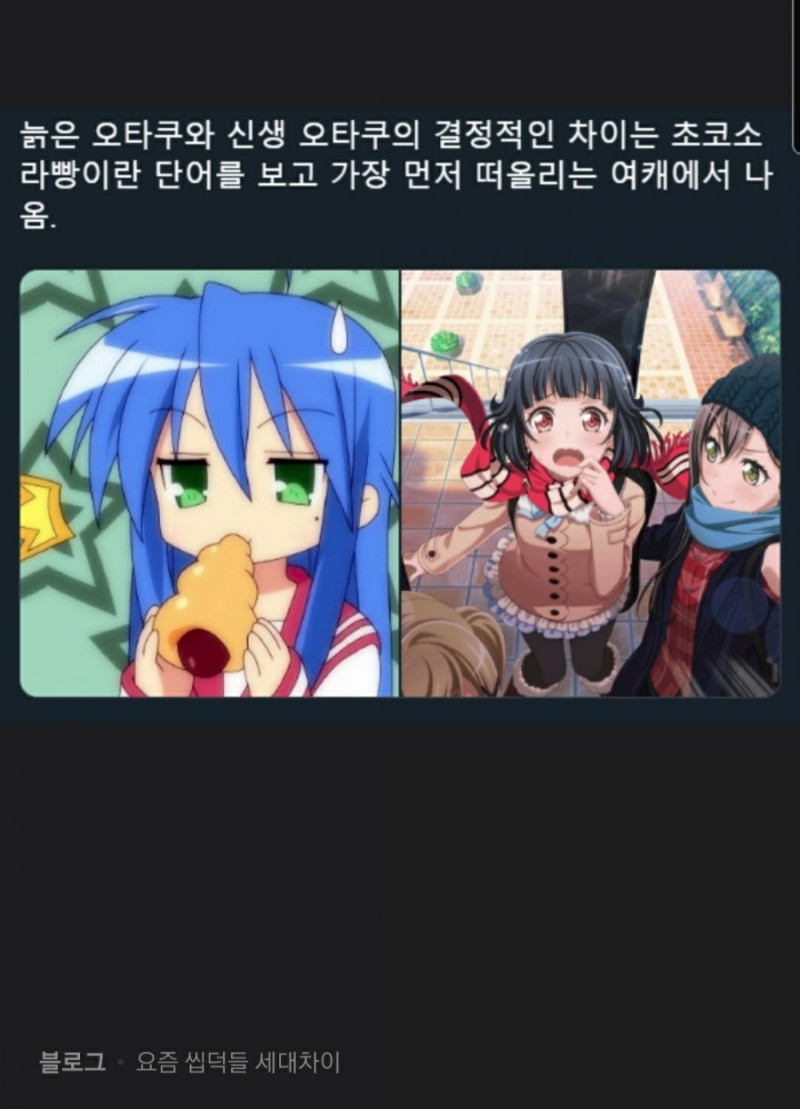 늙은 오타쿠와 신생 오타쿠의 결정적인 차이는 초코소
라빵이란 단어를 보고 가장 먼저 떠올리는 여캐에서 나
옴.
블로그 • 요즘 씹덕들 세대차이